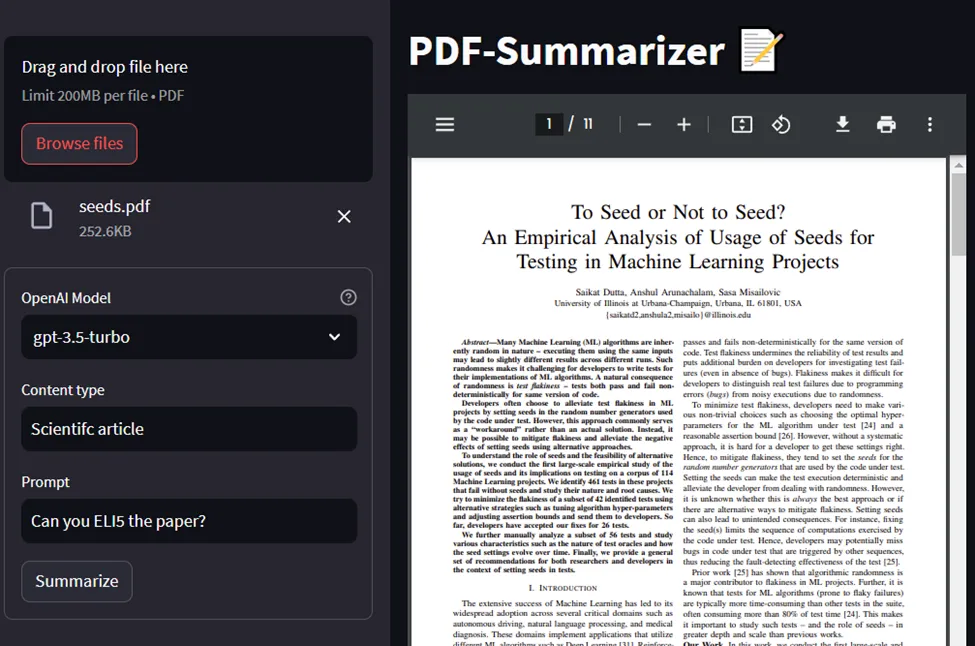 Drag and drop file here
Limit 200MB per file • PDF
Browse files
seeds.pdf
252.6KB
OpenAI Model
gpt-3.5-turbo
Content type
Scientifc article
Prompt
Can you ELI5 the paper?
Summarize
PDF-Summarizer
1 / 11
To Seed or Not to Seed?
An Empirical Analysis of Usage of Seeds for
Testing in Machine Learning Projects
Saikat Dutta, Anshul Arunachalam, Sasa Misailovic
University of Illinois at Urbana-Champaign, Urbana, IL 61801, USA
{saikatd2,anshula2,misailo}@illinois.edu
Abstract—Many Machine Learning (ML) algorithms are inher-
ently random in nature – executing them using the same inputs
may lead to slightly different results across different runs. Such
randomness makes it challenging for developers to write tests for
their implementations of ML algorithms. A natural consequence
of randomness is test flakiness – tests both pass and fail non-
deterministically for same version of code.
Developers often choose to alleviate test flakiness in ML
projects by setting seeds in the random number generators used
by the code under test. However, this approach commonly serves
as a "workaround" rather than an actual solution. Instead, it
may be possible to mitigate flakiness and alleviate the negative
effects of setting seeds using alternative approaches.
To understand the role of seeds and the feasibility of alternative
solutions, we conduct the first large-scale empirical study of the
usage of seeds and its implications on testing on a corpus of 114
Machine Learning projects. We identify 461 tests in these projects
that fail without seeds and study their nature and root causes. We
try to minimize the flakiness of a subset of 42 identified tests using
alternative strategies such as tuning algorithm hyper-parameters
and adjusting assertion bounds and send them to developers. So
far, developers have accepted our fixes for 26 tests.
We further manually analyze a subset of 56 tests and study
various characteristics such as the nature of test oracles and how
the seed settings evolve over time. Finally, we provide a general
set of recommendations for both researchers and developers in
the context of setting seeds in tests.
I. Introduction
The extensive success of Machine Learning has led to its
widespread adoption across several critical domains such as
autonomous driving, natural language processing, and medical
diagnosis. These domains implement applications that utilize
different ML algorithms such as Deep Learning [31], Reinforce-
passes and fails non-deterministically for the same version of
code. Test flakiness undermines the reliability of test results and
puts additional burden on developers for investigating test fail-
ures (even in absence of bugs). Flakiness makes it difficult for
developers to distinguish real test failures due to programming
errors (bugs) from noisy executions due to randomness.
To minimize test flakiness, developers need to make vari-
ous non-trivial choices such as choosing the optimal hyper-
parameters for the ML algorithm under test [24] and a
reasonable assertion bound [26]. However, without a systematic
approach, it is hard for a developer to get these settings right.
Hence, to mitigate flakiness, they tend to set the seeds for the
random number generators that are used by the code under test.
Setting the seeds can make the test execution deterministic and
alleviate the developer from dealing with randomness. However,
it is unknown whether this is always the best approach or if
there are alternative ways to mitigate flakiness. Setting seeds
can also lead to unintended consequences. For instance, fixing
the seed(s) limits the sequence of computations exercised by
the code under test. Hence, developers may potentially miss
bugs in code under test that are triggered by other sequences,
thus reducing the fault-detecting effectiveness of the test [25].
Prior work [25] has shown that algorithmic randomness is
a major contributor to flakiness in ML projects. Further, it is
known that tests for ML algorithms (prone to flaky failures)
are typically more time-consuming than other tests in the suite,
often consuming more than 80% of test time [24]. This makes
it important to study such tests – and the role of seeds – in
greater depth and scale than previous works.
Our Work. In this work, we conduct the first large-scale and